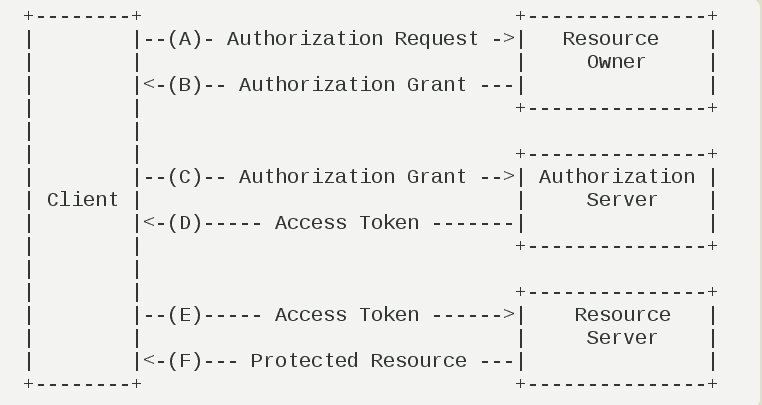 +--------+                               +---------------+
|        |--(A)- Authorization Request ->|   Resource    |
|        |                               |     Owner     |
|        |<-(B)-- Authorization Grant ---|               |
|        |                               +---------------+
|        |
|        |                               +---------------+
|        |--(C)-- Authorization Grant -->| Authorization |
| Client |                               |     Server    |
|        |<-(D)----- Access Token -------|               |
|        |                               +---------------+
|        |
|        |                               +---------------+
|        |--(E)----- Access Token ------>|    Resource   |
|        |                               |     Server    |
|        |<-(F)--- Protected Resource ---|               |
+--------+                               +---------------+